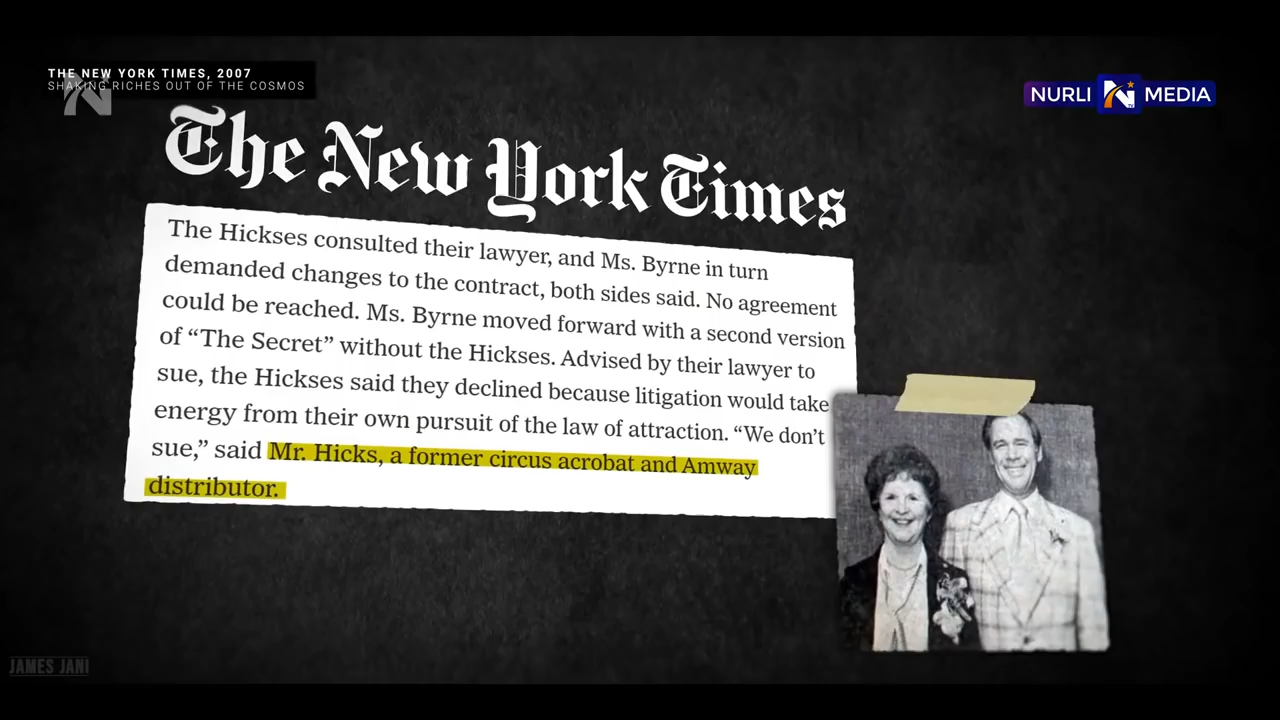 THE NEW YORK TIMES, 2007
SHAKING RICHES OUT OF THE COSMOS
NURLI MEDIA
The New York Times
The Hickses consulted their lawyer, and Ms. Byrne in turn
demanded changes to the contract, both sides said. No agreement
could be reached. Ms. Byrne moved forward with a second version
of “The Secret” without the Hickses. Advised by their lawyer to
sue, the Hickses said they declined because litigation would take
energy from their own pursuit of the law of attraction. “We don’t
sue,” said Mr. Hicks, a former circus acrobat and Amway
distributor.
JAMES JANI